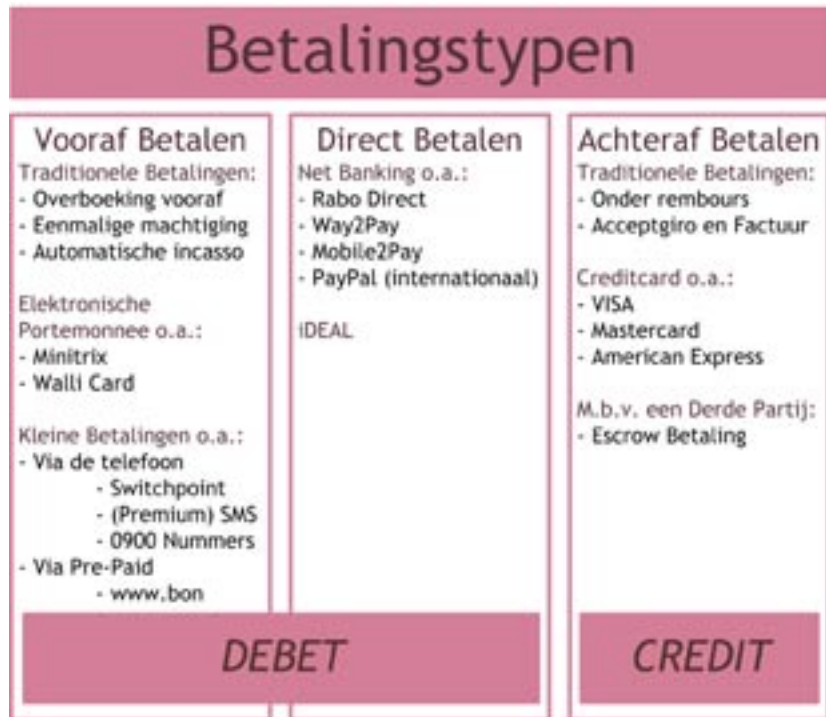 Betalingstypen
Vooraf Betalen
Traditionele Betalingen:
- Overboeking vooraf
- Eenmalige machtiging
- Automatische incasso
Elektronische
Portemonnee o.a.:
- Minitrix
- Walli Card
Kleine Betalingen o.a.:
- Via de telefoon
- Switchpoint
- (Premium) SMS
- 0900 Nummers
- Via Pre-Paid
- www.bon
Direct Betalen
Net Banking o.a.:
- Rabo Direct
- Way2Pay
- Mobile2Pay
- PayPal (internationaal)
iDEAL
DEBET
Achteraf Betalen
Traditionele Betalingen:
- Onder rembours
- Acceptgiro en Factuur
Creditcard o.a.:
- VISA
- Mastercard
- American Express
M.b.v. een Derde Partij:
- Escrow Betaling
CREDIT